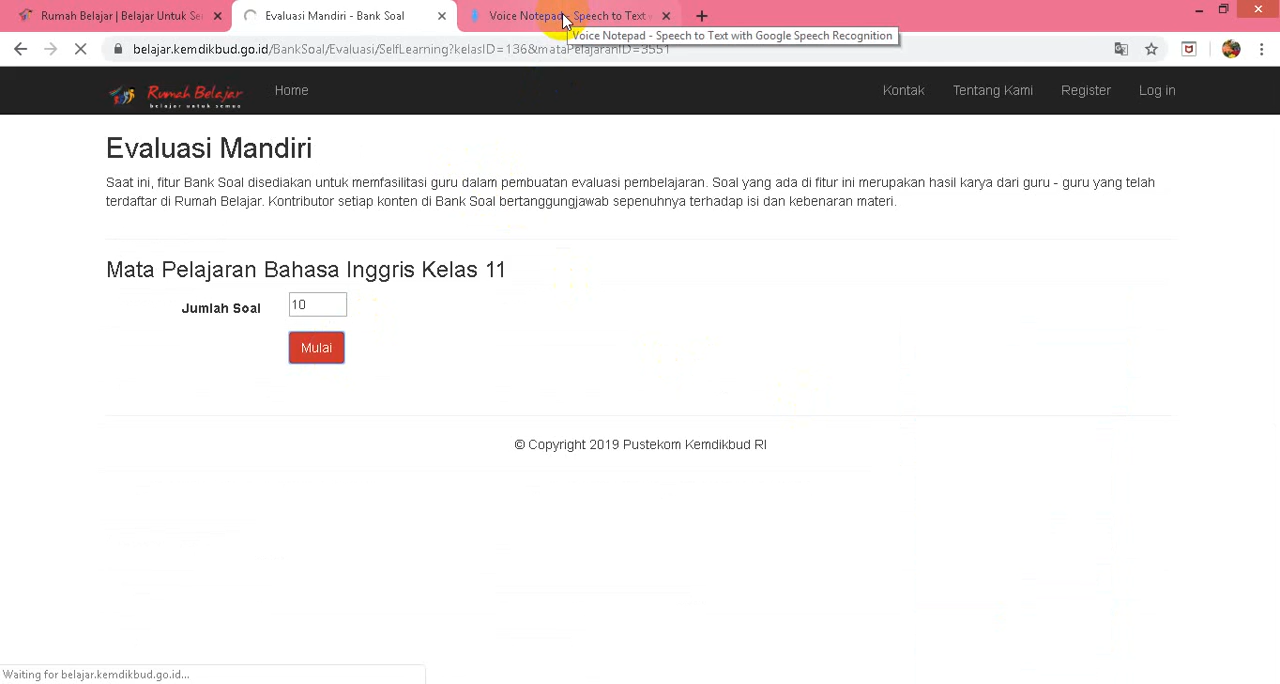 Rumah Belajar | Belajar Untuk Se
Evaluasi Mandiri - Bank Soal
Voice Notepad - Speech to Text
Voice Notepad - Speech to Text with Google Speech Recognition
belajar.kemdikbud.go.id/BankSoal/Evaluasi/SelfLearning?kelasID=136&mataPelajaranID=3551
Rumah Belajar
belajar untuk semua
Home
Kontak
Tentang Kami
Register
Log in
Evaluasi Mandiri
Saat ini, fitur Bank Soal disediakan untuk memfasilitasi guru dalam pembuatan evaluasi pembelajaran. Soal yang ada di fitur ini merupakan hasil karya dari guru - guru yang telah
terdaftar di Rumah Belajar. Kontributor setiap konten di Bank Soal bertanggungjawab sepenuhnya terhadap isi dan kebenaran materi.
Mata Pelajaran Bahasa Inggris Kelas 11
Jumlah Soal
10
Mulai
© Copyright 2019 Pustekom Kemdikbud RI
Waiting for belajar.kemdikbud.go.id...